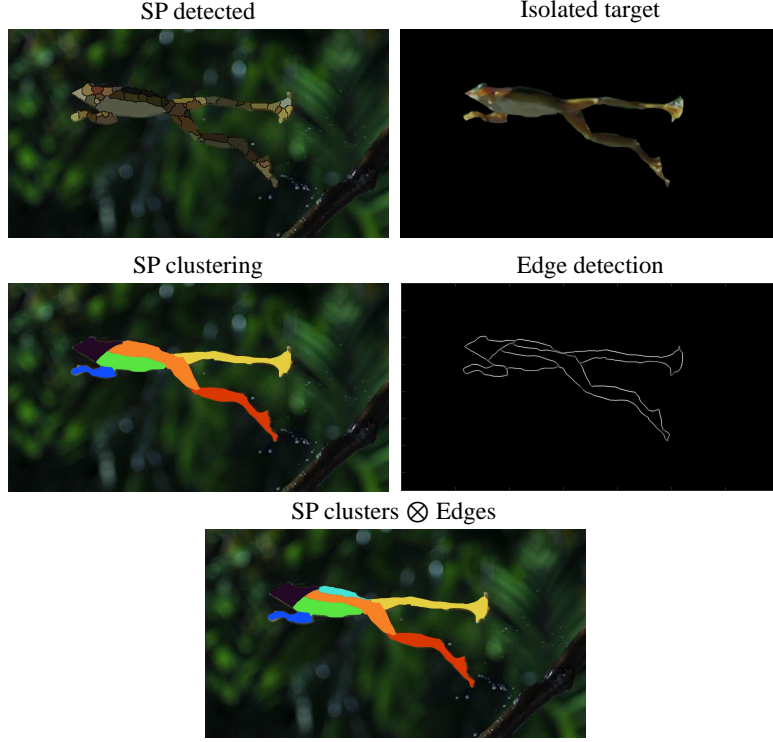 SP detected
Isolated target
SP clustering
Edge detection
SP clusters ⊗ Edges